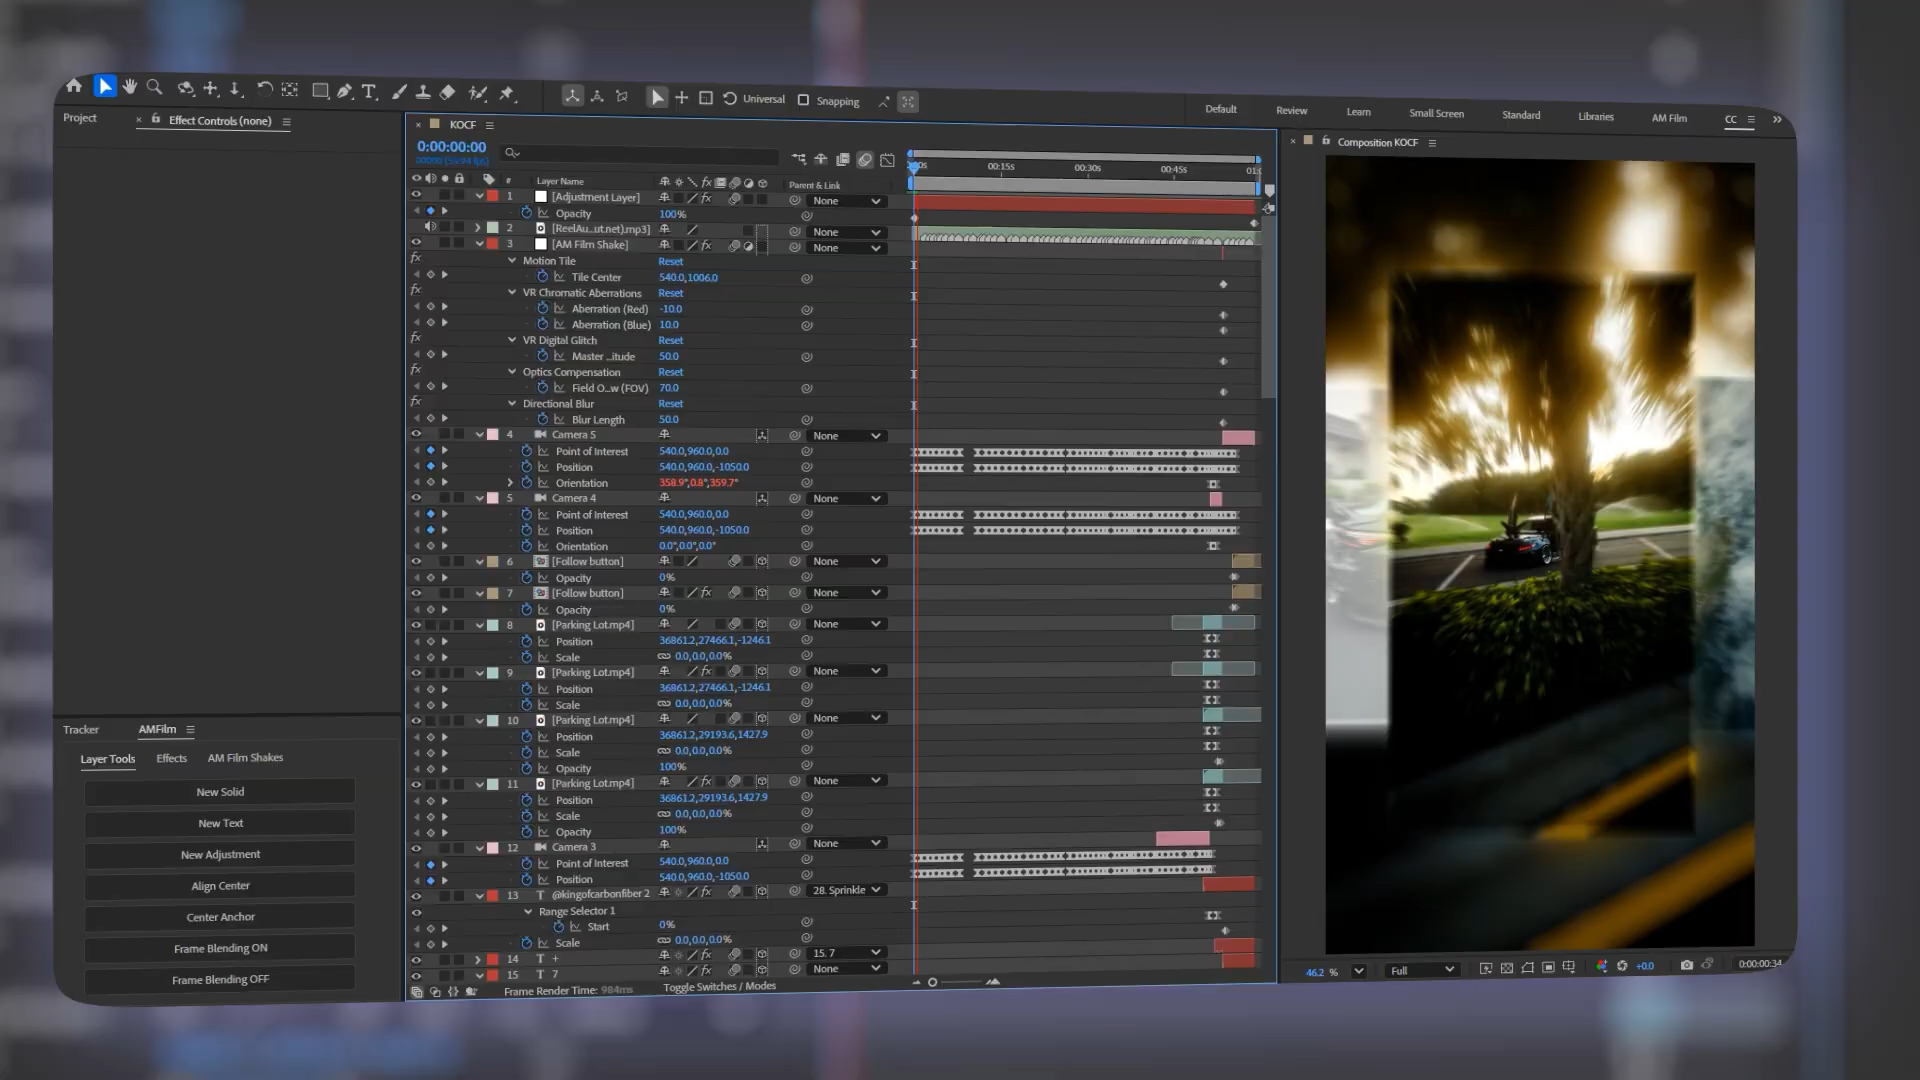 Universal Snapping
Default Review Learn Small Screen Standard Libraries AM Film CC
Project Effect Controls (none)
KOCF
0:00:00:00
Layer Name Parent & Link
:00s 00:15s 00:30s 00:45s 01:0
1 [Adjustment Layer] None
Opacity 100%
2 [ReelAu...ut.net).mp3] None
3 [AM Film Shake] None
Motion Tile Reset
Tile Center 540.0,1006.0
VR Chromatic Aberrations Reset
Aberration (Red) -10.0
Aberration (Blue) 10.0
VR Digital Glitch Reset
Master ...itude 50.0
Optics Compensation Reset
Field O...w (FOV) 70.0
Directional Blur Reset
Blur Length 50.0
4 Camera 5 None
Point of Interest 540.0,960.0,0.0
Position 540.0,960.0,-1050.0
Orientation 358.9°,0.8°,359.7°
5 Camera 4 None
Point of Interest 540.0,960.0,0.0
Position 540.0,960.0,-1050.0
Orientation 0.0°,0.0°,0.0°
6 [Follow button] None
Opacity 0%
7 [Follow button] None
Opacity 0%
8 [Parking Lot.mp4] None
Position 36861.2,27466.1,-1246.1
Scale 0.0,0.0,0.0%
9 [Parking Lot.mp4] None
Position 36861.2,27466.1,-1246.1
Scale 0.0,0.0,0.0%
10 [Parking Lot.mp4] None
Position 36861.2,29193.6,1427.9
Scale 0.0,0.0,0.0%
Opacity 100%
11 [Parking Lot.mp4] None
Position 36861.2,29193.6,1427.9
Scale 0.0,0.0,0.0%
Opacity 100%
12 Camera 3 None
Point of Interest 540.0,960.0,0.0
Position 540.0,960.0,-1050.0
13 @kingofcarbonfiber 2 28. Sprinkle
Range Selector 1
Start 0%
Scale 0.0,0.0,0.0%
14 + 15. 7
15 7 None
Frame Render Time: 984ms Toggle Switches / Modes
Tracker AMFilm
Layer Tools Effects AM Film Shakes
New Solid
New Text
New Adjustment
Align Center
Center Anchor
Frame Blending ON
Frame Blending OFF
Composition KOCF
46.2 % Full +0.0 0:00:00:34